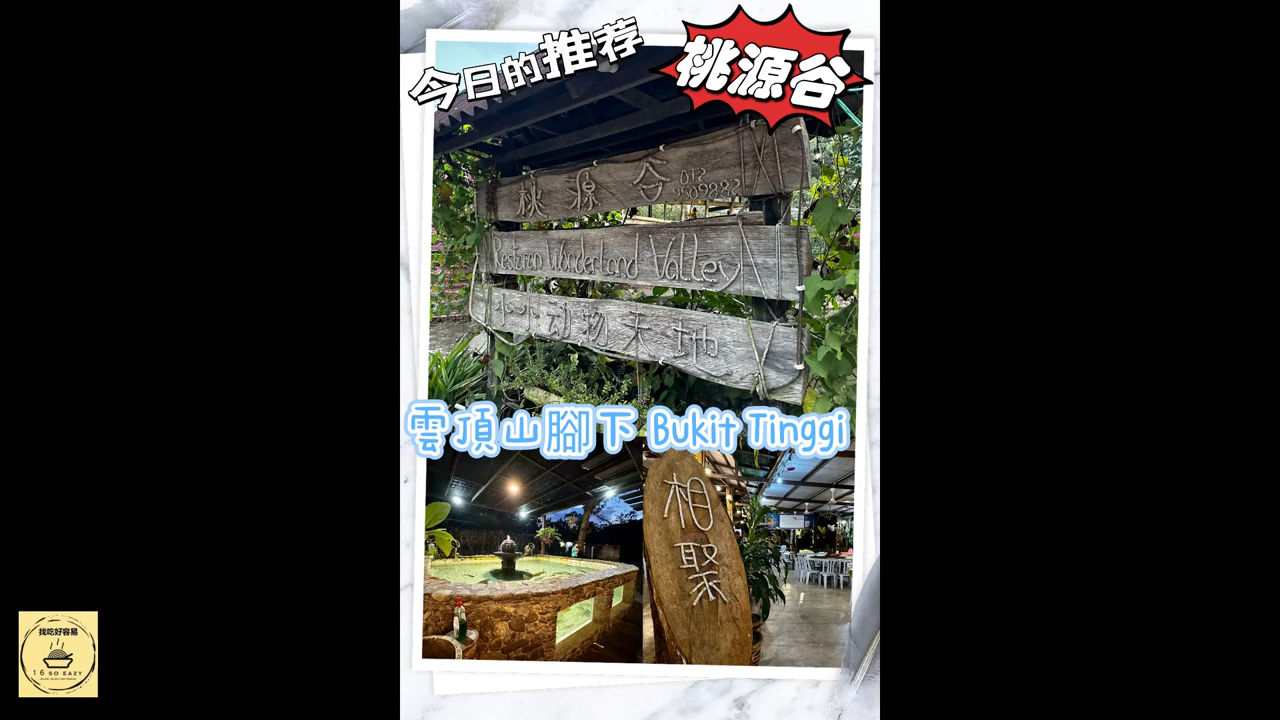 今日的推荐
桃源谷
桃源谷 012
Restoran Wonderland Valley
小小动物天地
雲頂山腳下 Bukit Tinggi
相聚
找吃好容易
16 SO EAZY